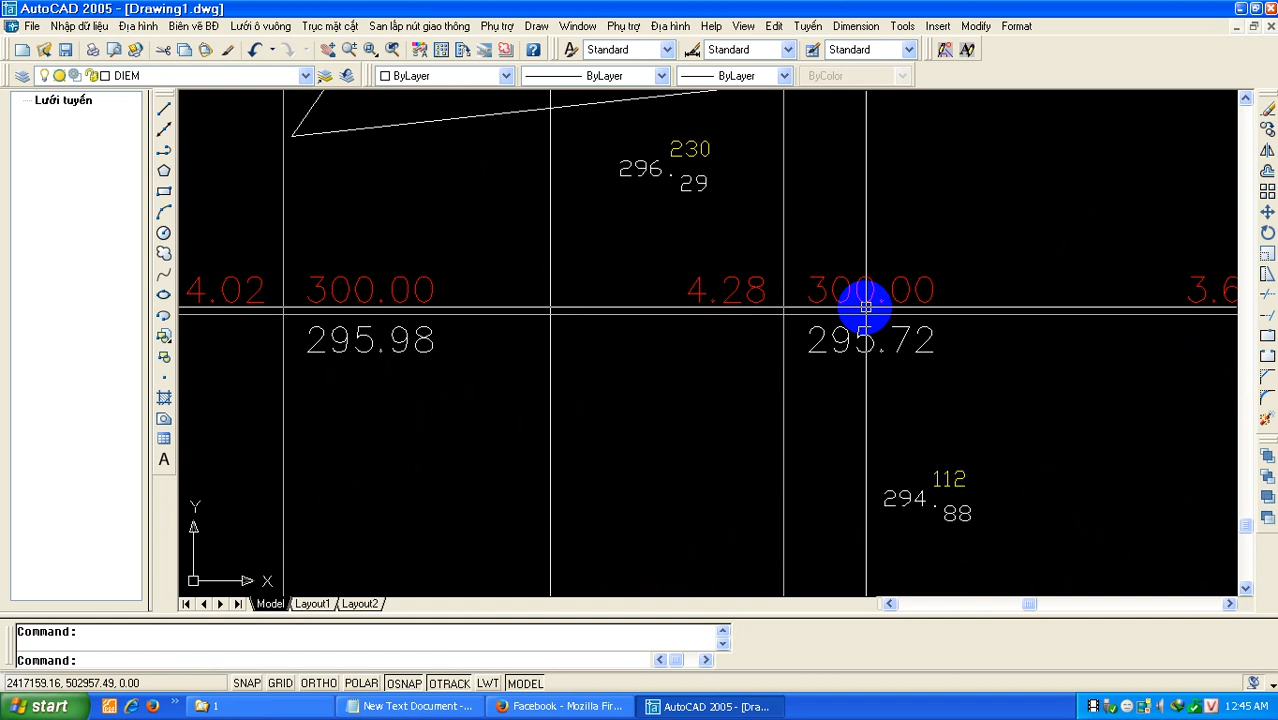 AutoCAD 2005 - [Drawing1.dwg]
File Nhập dữ liệu Địa hình Biên vẽ BĐ Lưới ô vuông Trục mặt cắt San lấp nút giao thông Phụ trợ Draw Window Phụ trợ Địa hình Help View Edit Tuyến Dimension Tools Insert Modify Format
Standard Standard Standard
DIEM ByLayer ByLayer ByLayer ByColor
Lưới tuyến
230
296.
29
4.02 300.00 4.28 300.00 3.6
295.98 295.72
112
294.
88
Y
X
Model Layout1 Layout2
Command:
Command:
2417159.16, 502957.49, 0.00 SNAP GRID ORTHO POLAR OSNAP OTRACK LWT MODEL
start 1 New Text Document -... Facebook - Mozilla Fir... AutoCAD 2005 - [Dra... V 12:45 AM